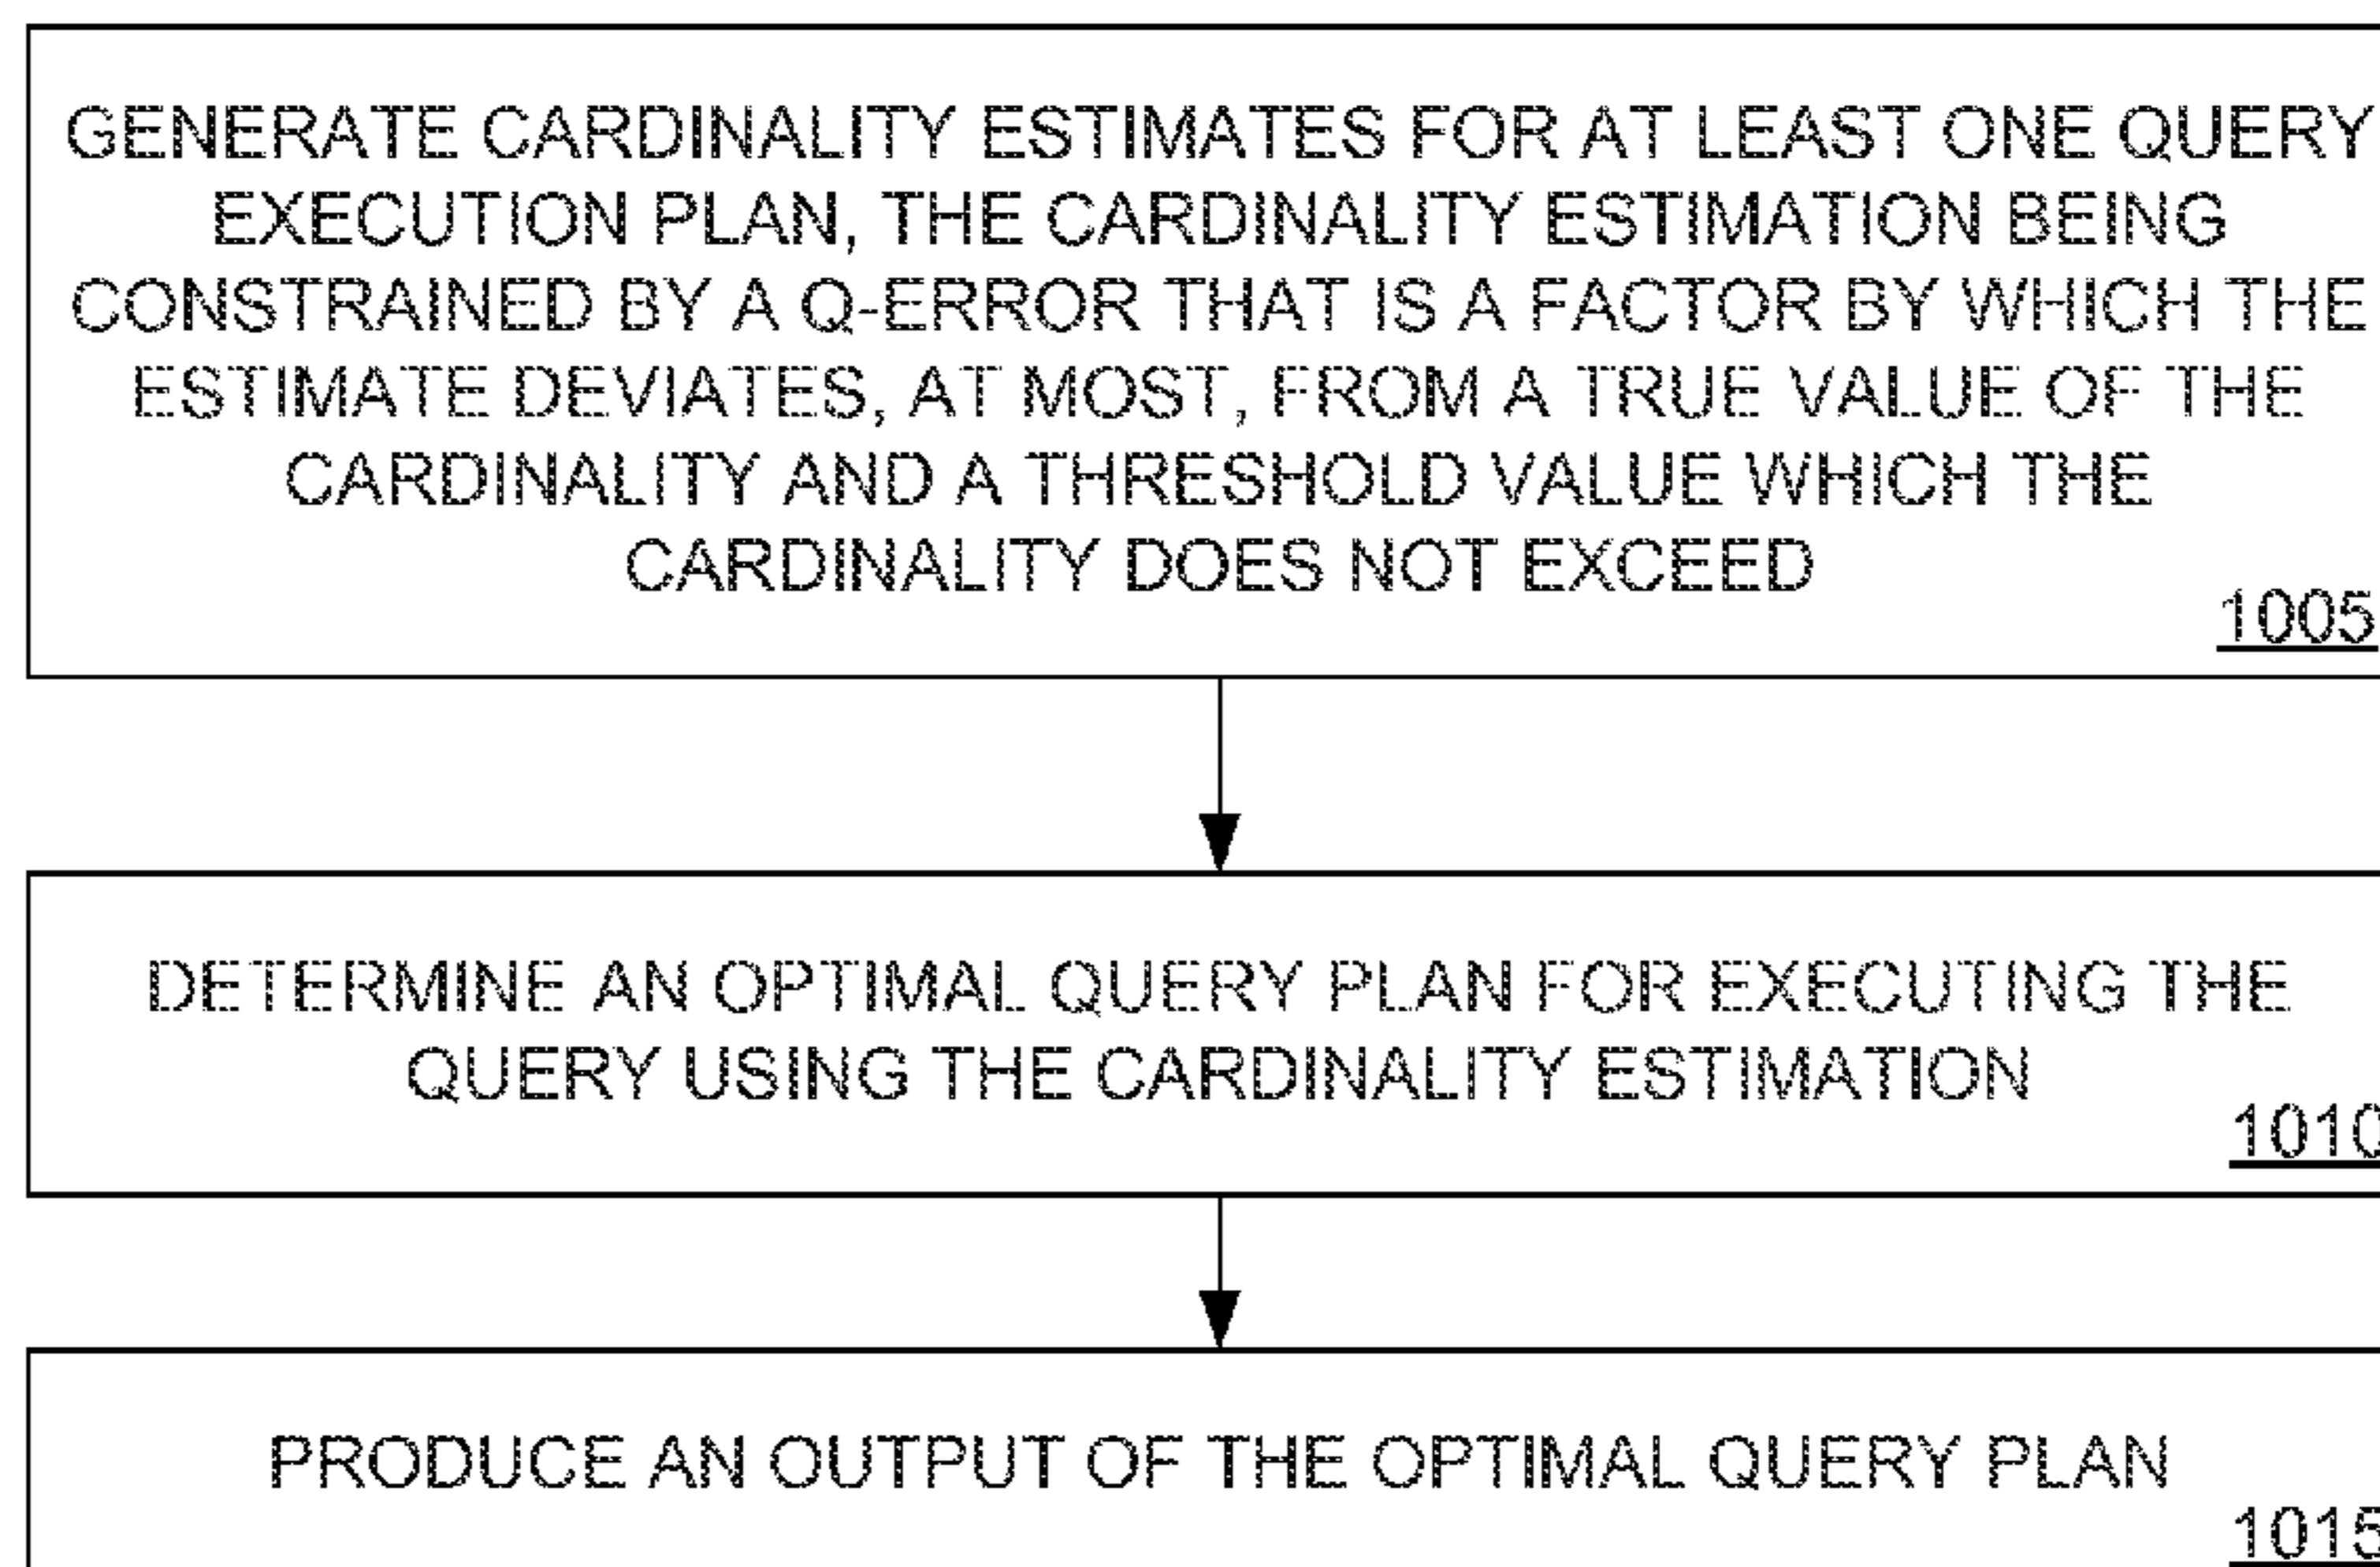 GENERATE CARDINALITY ESTIMATES FOR AT LEAST ONE QUERY
EXECUTION PLAN, THE CARDINALITY ESTIMATION BEING
CONSTRAINED BY A Q-ERROR THAT IS A FACTOR BY WHICH THE
ESTIMATE DEVIATES, AT MOST, FROM A TRUE VALUE OF THE
CARDINALITY AND A THRESHOLD VALUE WHICH THE
CARDINALITY DOES NOT EXCEED
1005
DETERMINE AN OPTIMAL QUERY PLAN FOR EXECUTING THE
QUERY USING THE CARDINALITY ESTIMATION
1010
PRODUCE AN OUTPUT OF THE OPTIMAL QUERY PLAN
1015